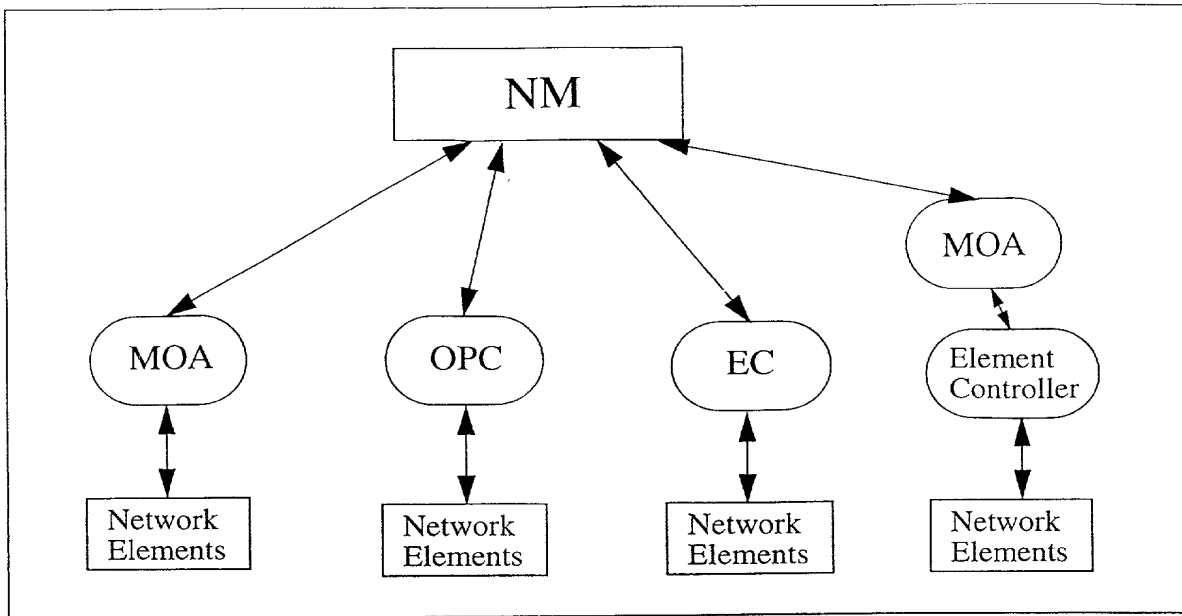 NM
MOA
MOA
OPC
EC
Element
Controller
Network
Elements
Network
Elements
Network
Elements
Network
Elements